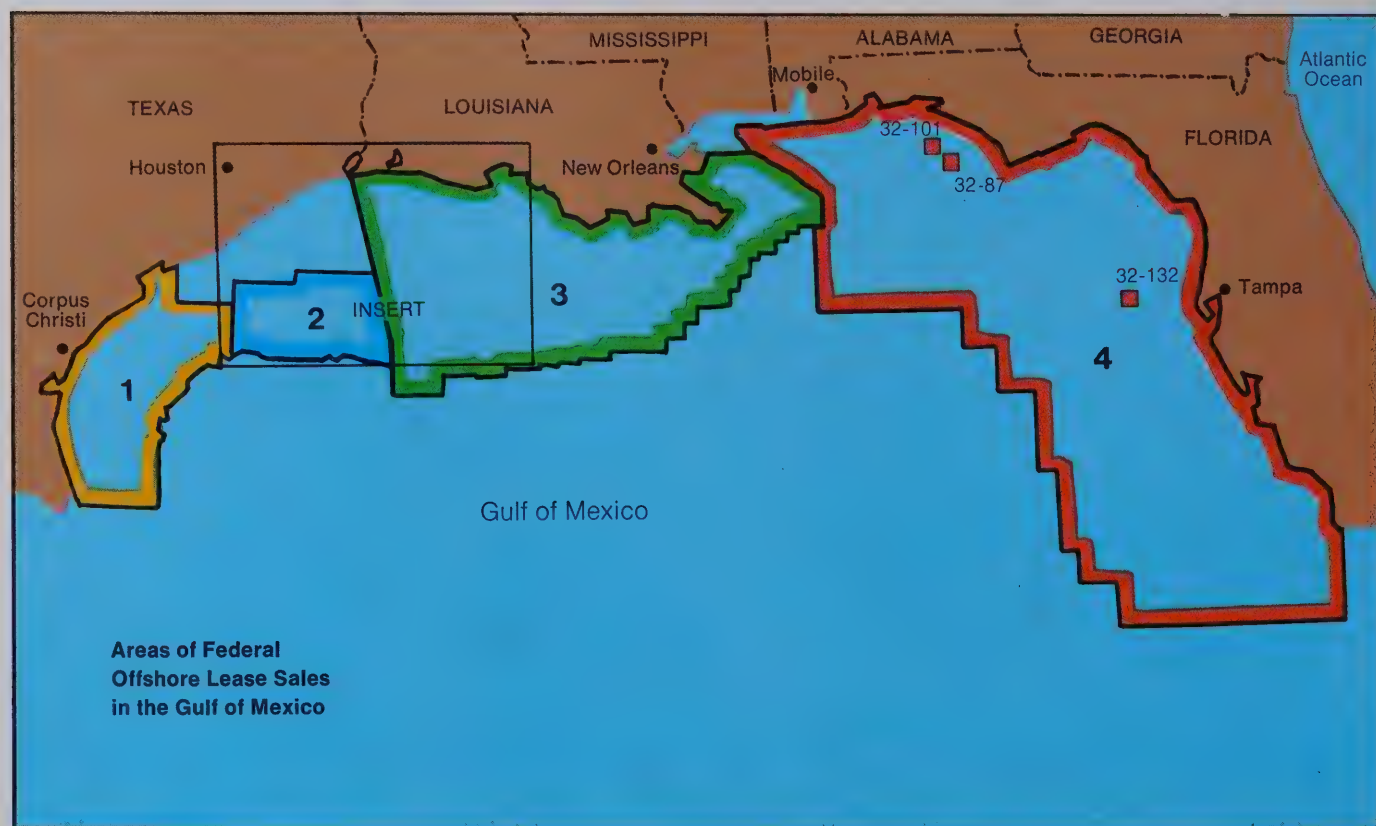 MISSISSIPPI
ALABAMA
GEORGIA
Atlantic
Ocean
Mobile
TEXAS
LOUISIANA
32-101
FLORIDA
Houston
New Orleans
32-87
32-132
Corpus
Christi
Tampa
2
INSERT
3
1
4
Gulf of Mexico
Areas of Federal
Offshore Lease Sales
in the Gulf of Mexico